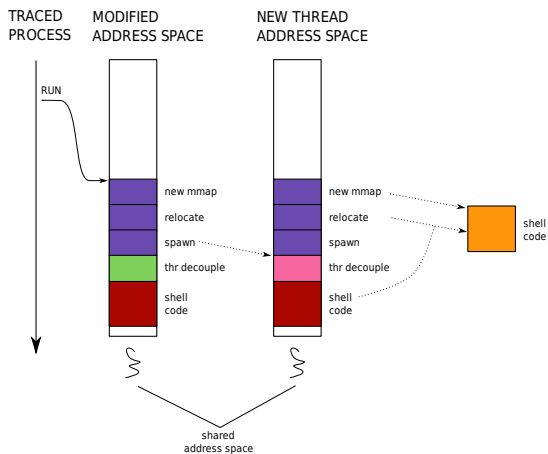 TRACED
PROCESS
MODIFIED
ADDRESS SPACE
NEW THREAD
ADDRESS SPACE
RUN
new mmap
relocate
spawn
thr decouple
shell
code
new mmap
relocate
spawn
thr decouple
shell
code
shell
code
shared
address space